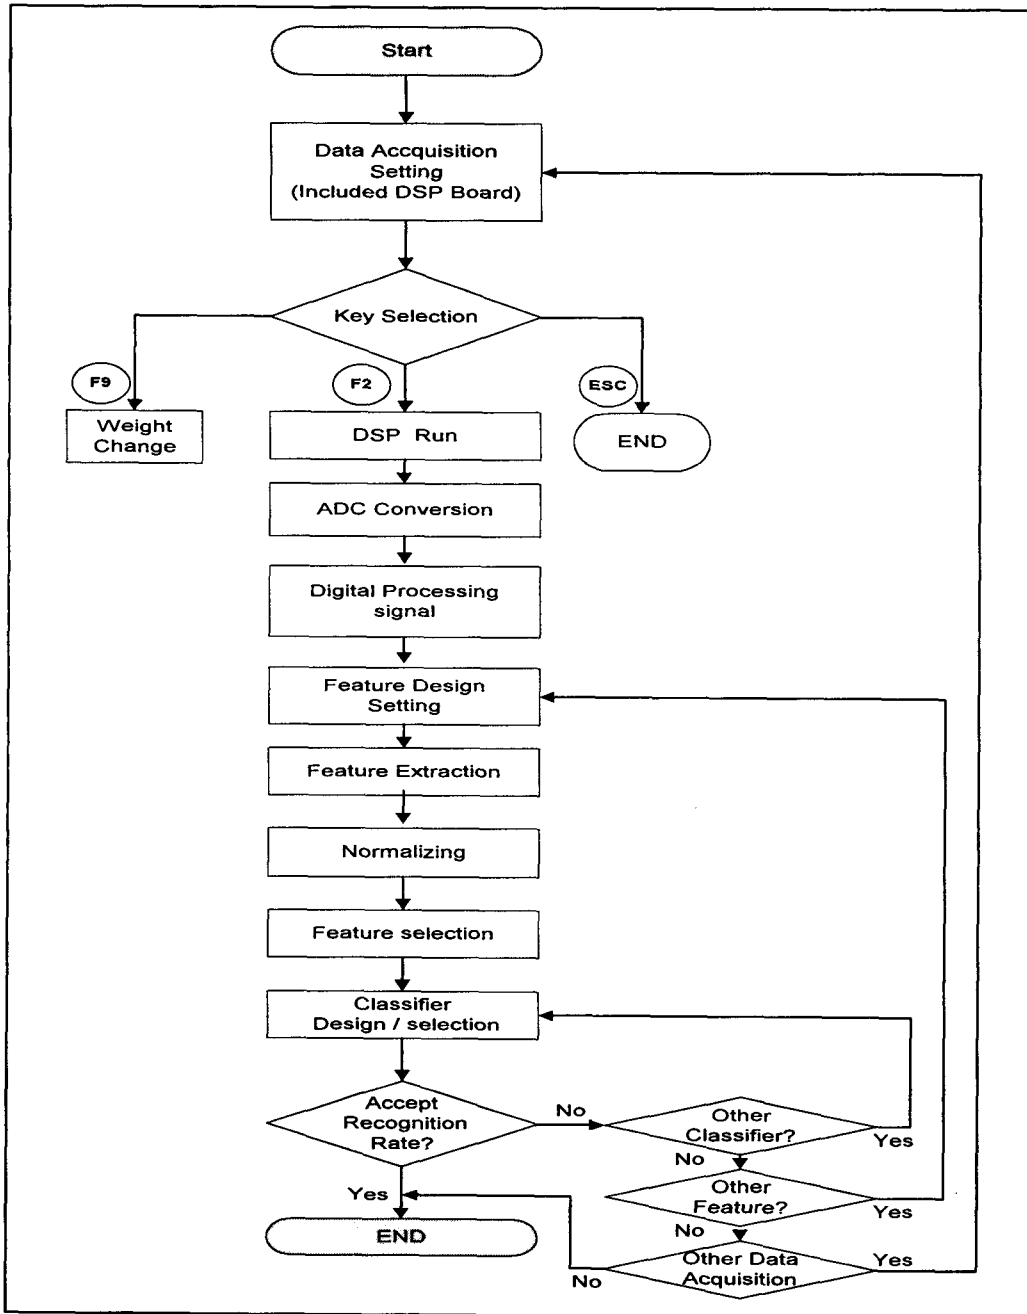 Start
Data Accquisition
Setting
(Included DSP Board)
Key Selection
F9
F2
ESC
Weight
Change
DSP Run
END
ADC Conversion
Digital Processing
signal
Feature Design
Setting
Feature Extraction
Normalizing
Feature selection
Classifier
Design / selection
Accept
Recognition
Rate?
No
Other
Classifier?
Yes
No
Yes
Other
Feature?
Yes
END
No
Other Data
Acquisition
Yes
No